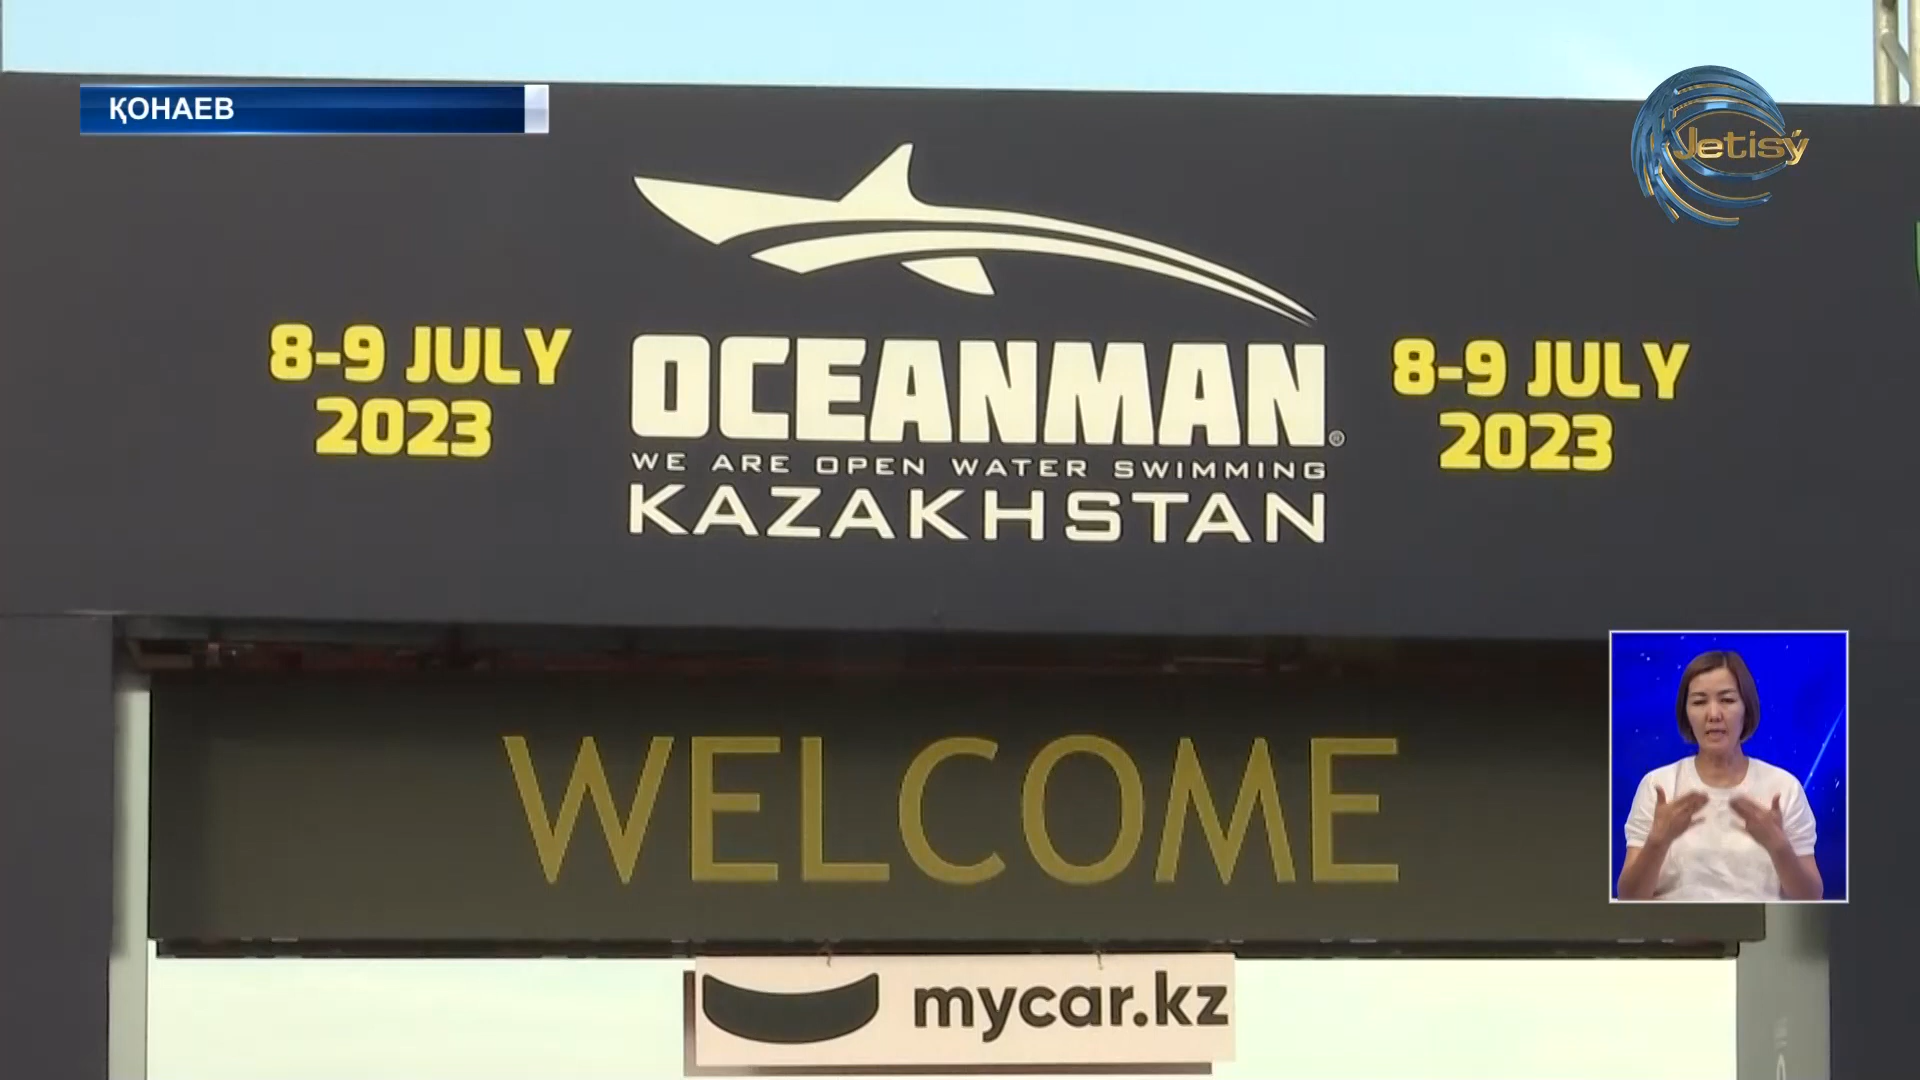 ҚОНАЕВ
Jetisý
8-9 JULY
2023
OCEANMAN®
WE ARE OPEN WATER SWIMMING
KAZAKHSTAN
8-9 JULY
2023
WELCOME
mycar.kz